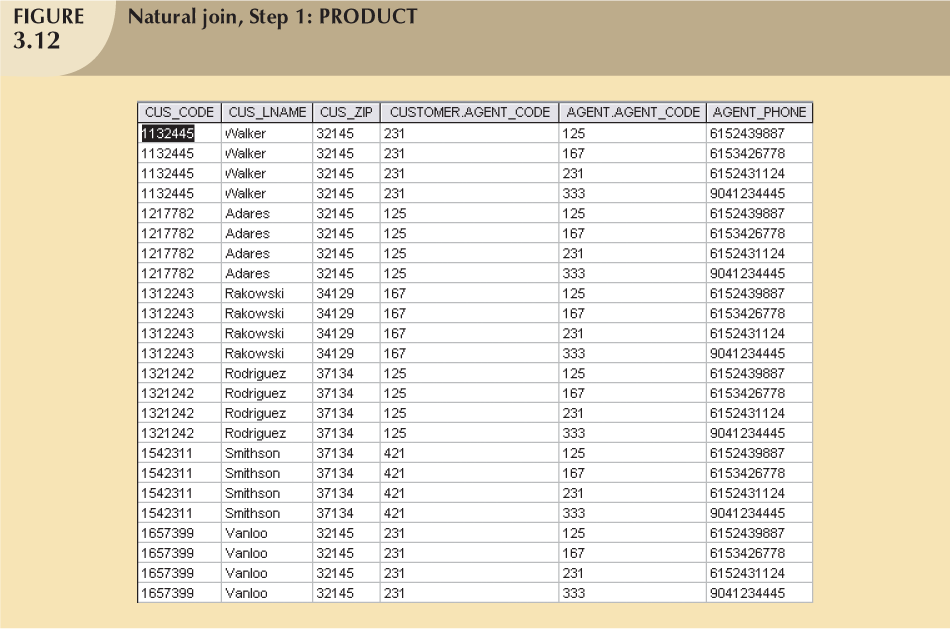 FIGURE
3.12
Natural join, Step 1: PRODUCT
CUS_CODE CUS_LNAME CUS_ZIP CUSTOMER.AGENT_CODE AGENT.AGENT_CODE AGENT_PHONE
1132445 Walker 32145 231 125 6152439887
1132445 Walker 32145 231 167 6153426778
1132445 Walker 32145 231 231 6152431124
1132445 Walker 32145 231 333 9041234445
1217782 Adares 32145 125 125 6152439887
1217782 Adares 32145 125 167 6153426778
1217782 Adares 32145 125 231 6152431124
1217782 Adares 32145 125 333 9041234445
1312243 Rakowski 34129 167 125 6152439887
1312243 Rakowski 34129 167 167 6153426778
1312243 Rakowski 34129 167 231 6152431124
1312243 Rakowski 34129 167 333 9041234445
1321242 Rodriguez 37134 125 125 6152439887
1321242 Rodriguez 37134 125 167 6153426778
1321242 Rodriguez 37134 125 231 6152431124
1321242 Rodriguez 37134 125 333 9041234445
1542311 Smithson 37134 421 125 6152439887
1542311 Smithson 37134 421 167 6153426778
1542311 Smithson 37134 421 231 6152431124
1542311 Smithson 37134 421 333 9041234445
1657399 Vanloo 32145 231 125 6152439887
1657399 Vanloo 32145 231 167 6153426778
1657399 Vanloo 32145 231 231 6152431124
1657399 Vanloo 32145 231 333 9041234445